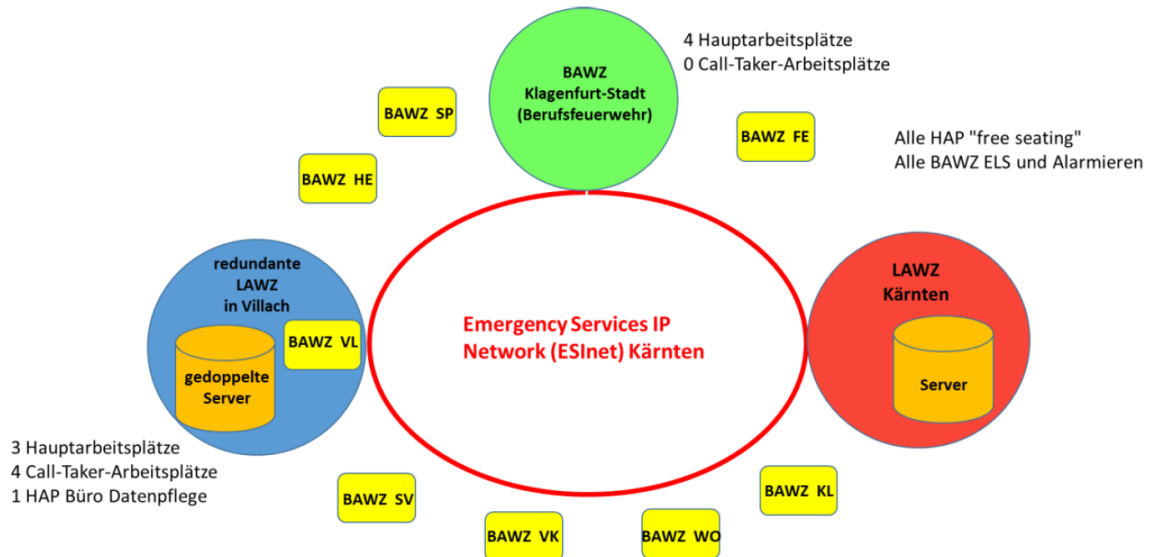 4 Hauptarbeitsplätze
0 Call-Taker-Arbeitsplätze
BAWZ
Klagenfurt-Stadt
(Berufsfeuerwehr)
BAWZ SP
BAWZ FE
Alle HAP "free seating"
Alle BAWZ ELS und Alarmieren
BAWZ HE
redundante
LAWZ
in Villach
BAWZ VL
gedoppelte
Server
LAWZ
Kärnten
Server
Emergency Services IP
Network (ESInet) Kärnten
3 Hauptarbeitsplätze
4 Call-Taker-Arbeitsplätze
1 HAP Büro Datenpflege
BAWZ SV
BAWZ VK
BAWZ WO
BAWZ KL